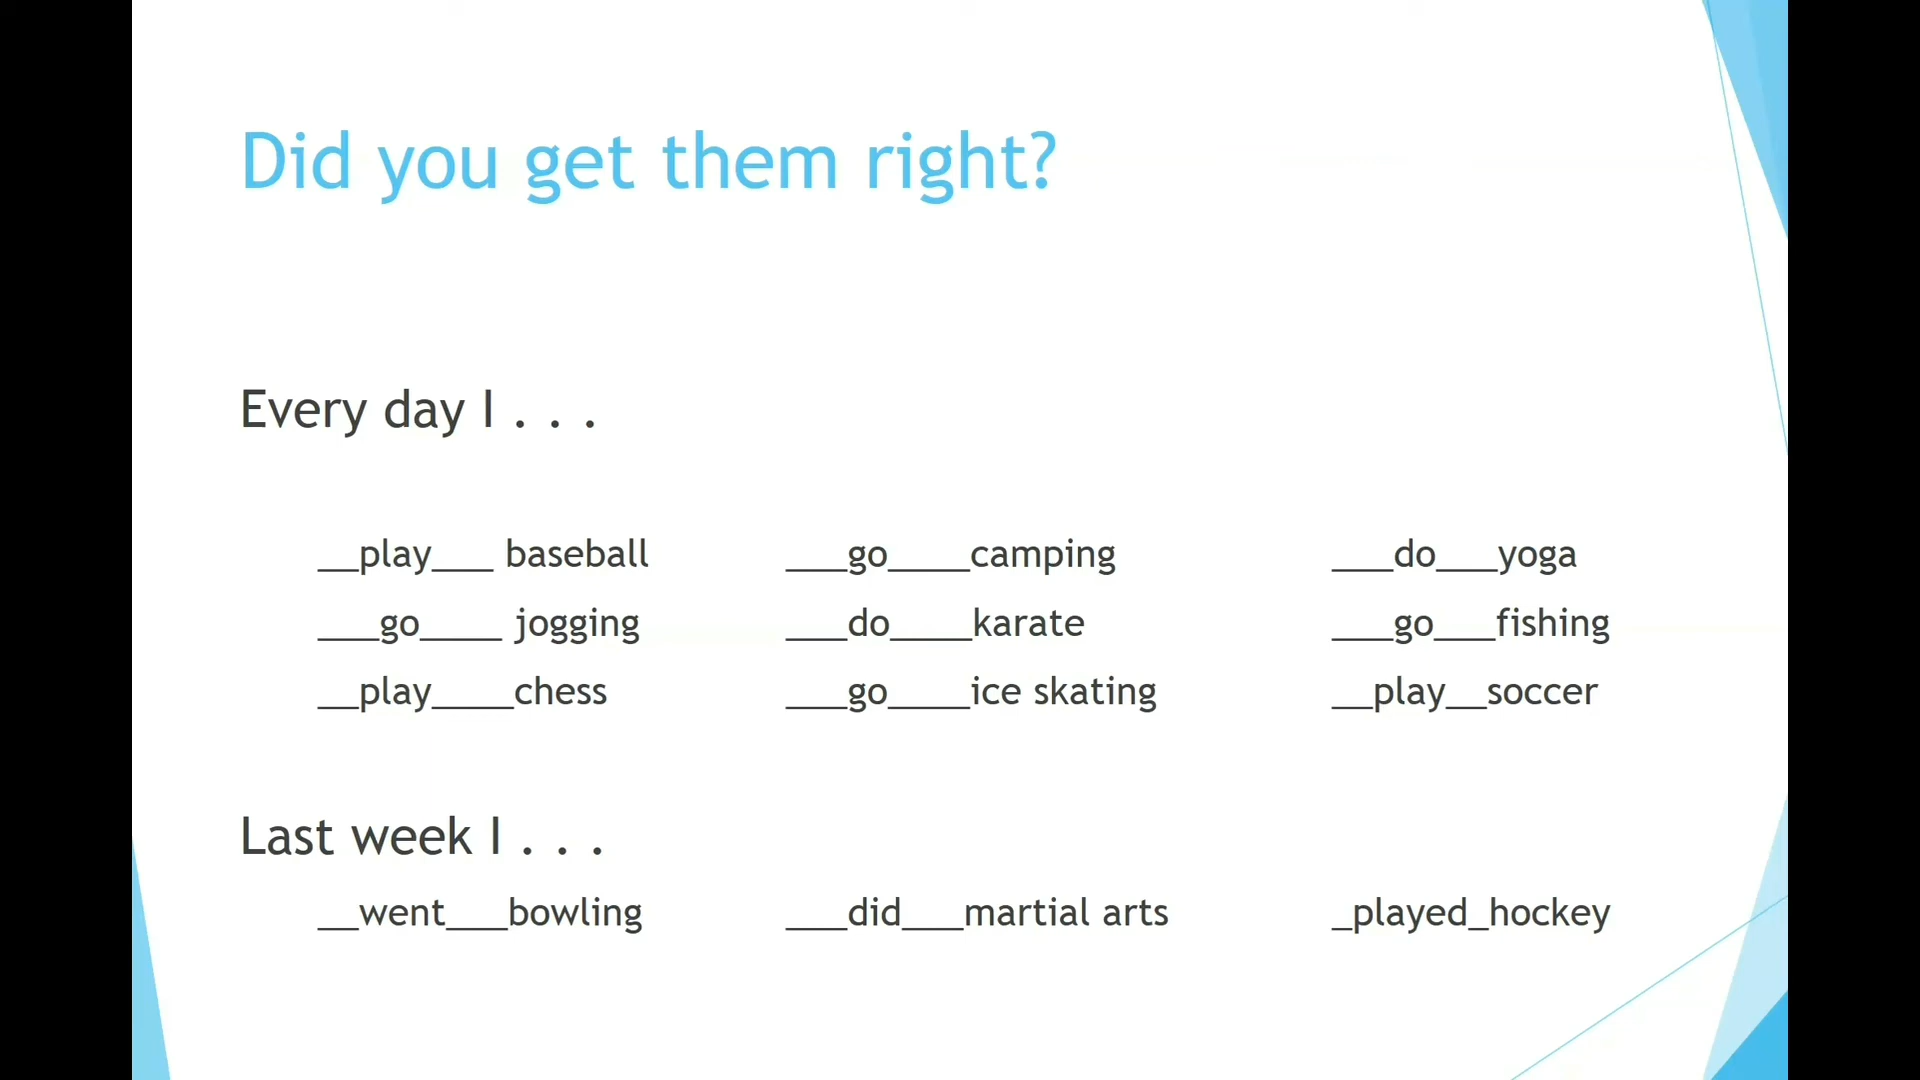 Did you get them right?
Every day I . . .
__play___ baseball ___go____camping ___do___yoga
___go____ jogging ___do____karate ___go___fishing
__play____chess ___go____ice skating __play__soccer
Last week I . . .
__went___bowling ___did___martial arts _played_hockey